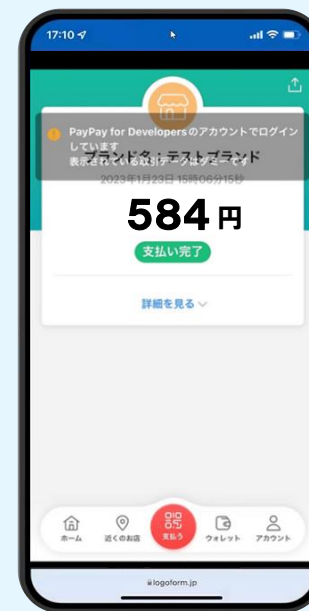 17:10
PayPay for Developersのアカウントでログイン
しています
表示されている取引データはダミーです
ブランド名：テストブランド
2023年1月23日 15時06分15秒
584円
支払い完了
詳細を見る
ホーム
近くのお店
支払う
ウォレット
アカウント
logoform.jp